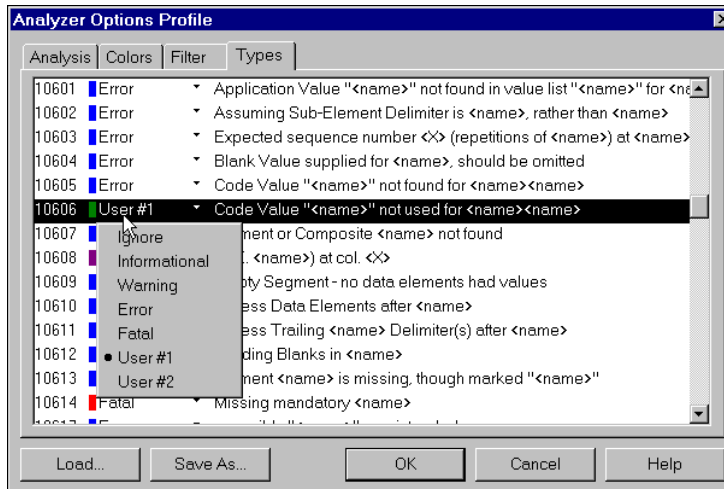 Analyzer Options Profile
Analysis Colors Filter Types
10601 Error Application Value "<name>" not found in value list "<name>" for
10602 Error Assuming Sub-Element Delimiter is <name>, rather than <name>
10603 Error Expected sequence number <X> (repetitions of <name>) at <name>
10604 Error Blank Value supplied for <name>, should be omitted
10605 Error Code Value "<name>" not found for <name><name>
10606 User #1 Code Value "<name>" not used for <name><name>
10607 Ignore ment or Composite <name> not found
10608 Informational <name>) at col. <X>
10609 Warning Segment - no data elements had values
10610 Error ess Data Elements after <name>
10611 Fatal ess Trailing <name> Delimiter(s) after <name>
10612 User #1 ding Blanks in <name>
10613 User #2 ment <name> is missing, though marked "<name>"
10614 Fatal Missing mandatory <name>
Load... Save As... OK Cancel Help